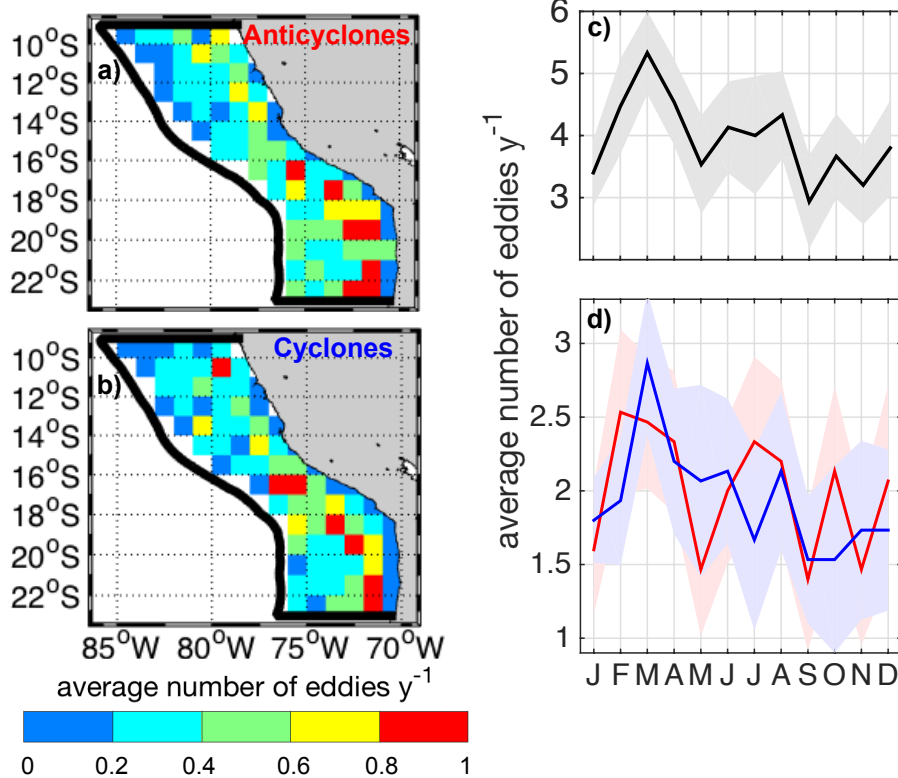 Anticyclones
a)
10°S
12°S
14°S
16°S
18°S
20°S
22°S
Cyclones
b)
10°S
12°S
14°S
16°S
18°S
20°S
22°S
85°W 80°W 75°W 70°W
average number of eddies y⁻¹
0 0.2 0.4 0.6 0.8 1
average number of eddies y⁻¹
c)
6
5
4
3
d)
3
2.5
2
1.5
1
J F M A M J J A S O N D